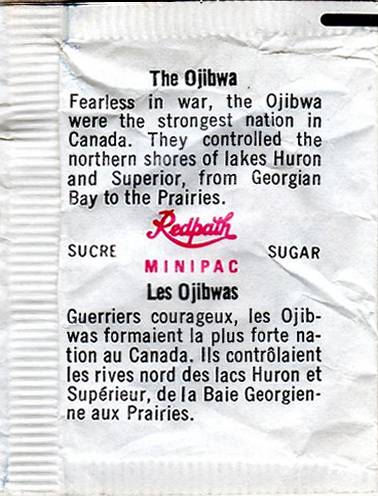 The Ojibwa
Fearless in war, the Ojibwa
were the strongest nation in
Canada. They controlled the
northern shores of lakes Huron
and Superior, from Georgian
Bay to the Prairies.
Redpath
SUCRE SUGAR
MINIPAC
Les Ojibwas
Guerriers courageux, les Ojib-
was formaient la plus forte na-
tion au Canada. Ils contrôlaient
les rives nord des lacs Huron et
Supérieur, de la Baie Georgien-
ne aux Prairies.